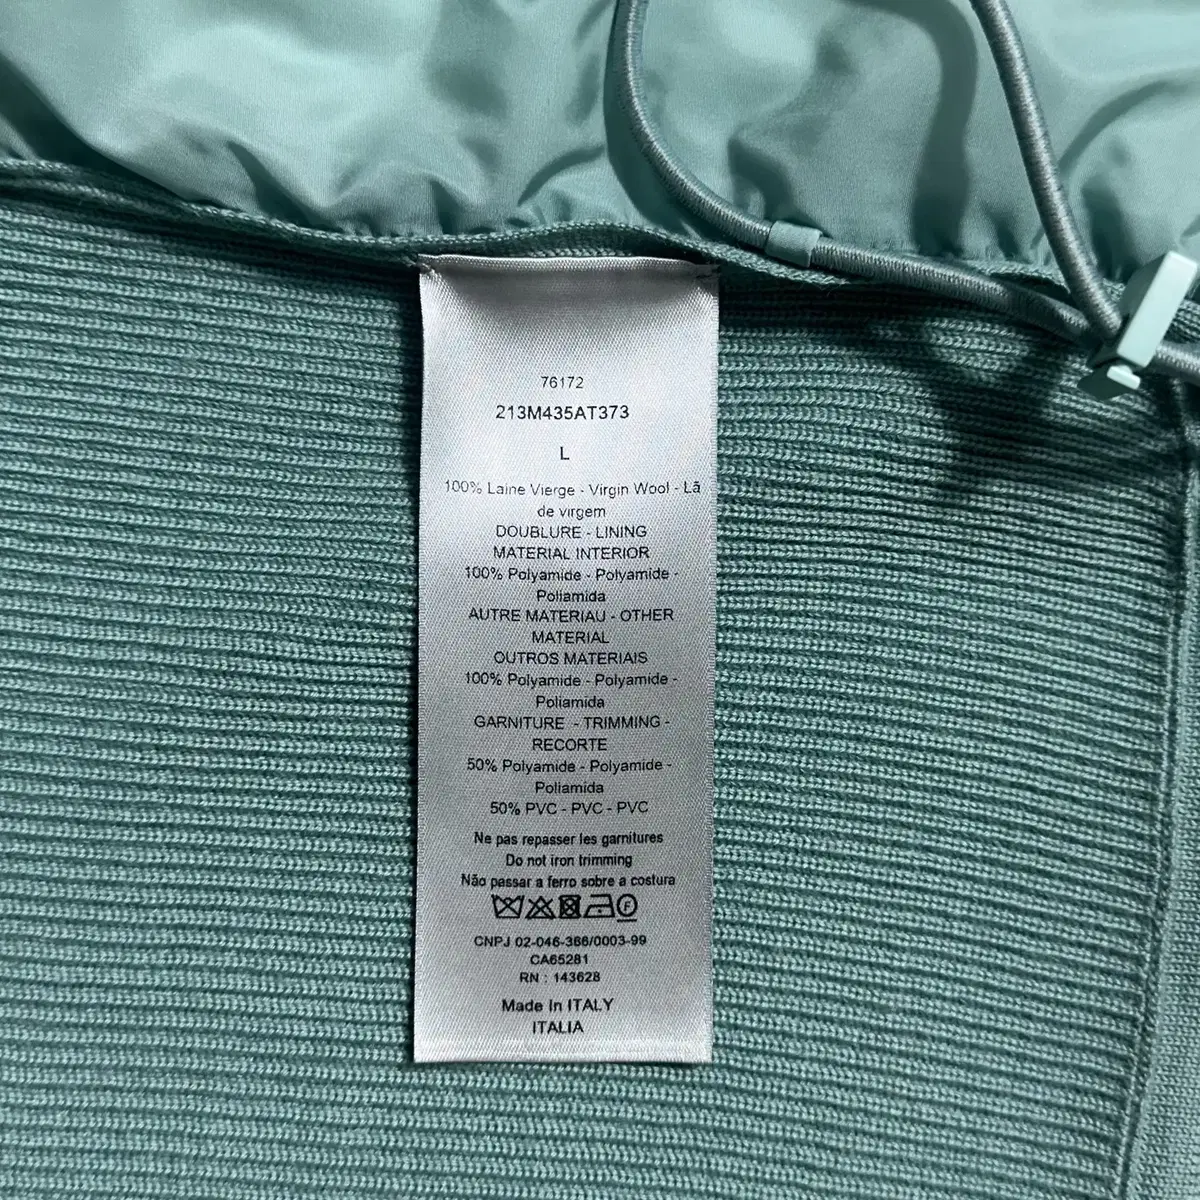 76172
213M435AT373
L
100% Laine Vierge - Virgin Wool - Lã
de virgem
DOUBLURE - LINING
MATERIAL INTERIOR
100% Polyamide - Polyamide -
Poliamida
AUTRE MATERIAU - OTHER
MATERIAL
OUTROS MATERIAIS
100% Polyamide - Polyamide -
Poliamida
GARNITURE - TRIMMING -
RECORTE
50% Polyamide - Polyamide -
Poliamida
50% PVC - PVC - PVC
Ne pas repasser les garnitures
Do not iron trimming
Não passar a ferro sobre a costura
F
CNPJ 02-046-366/0003-99
CA65281
RN : 143628
Made In ITALY
ITALIA